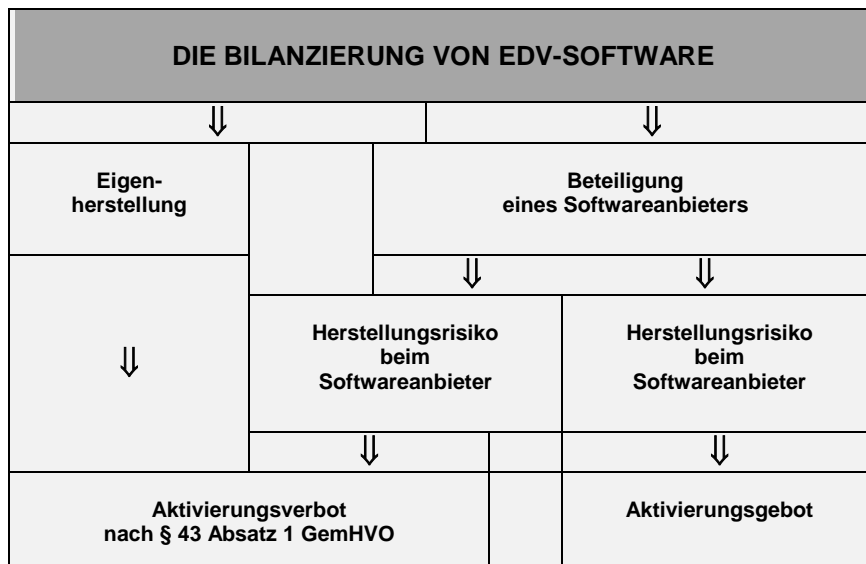 DIE BILANZIERUNG VON EDV-SOFTWARE
⇓ ⇓
Eigen-
herstellung
Beteiligung
eines Softwareanbieters
⇓ ⇓
⇓
Herstellungsrisiko
beim
Softwareanbieter
Herstellungsrisiko
beim
Softwareanbieter
⇓ ⇓
Aktivierungsverbot
nach § 43 Absatz 1 GemHVO
Aktivierungsgebot